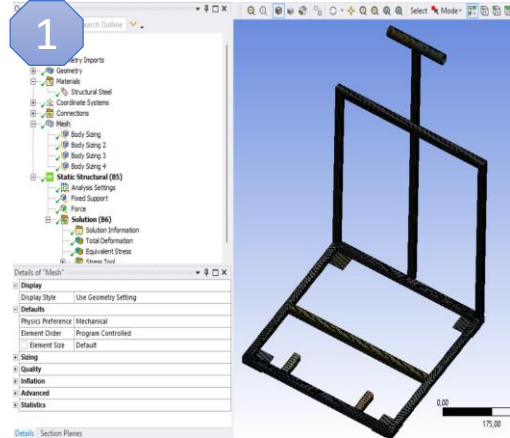 1
Search Outline
Geometry Imports
Geometry
Materials
Structural Steel
Coordinate Systems
Connections
Mesh
Body Sizing
Body Sizing 2
Body Sizing 3
Body Sizing 4
Static Structural (B5)
Analysis Settings
Fixed Support
Force
Solution (B6)
Solution Information
Total Deformation
Equivalent Stress
Stress Tool
Details of "Mesh"
Display
Display Style Use Geometry Setting
Defaults
Physics Preference Mechanical
Element Order Program Controlled
Element Size Default
Sizing
Quality
Inflation
Advanced
Statistics
Details Section Planes
Select Mode
0,00
175,00